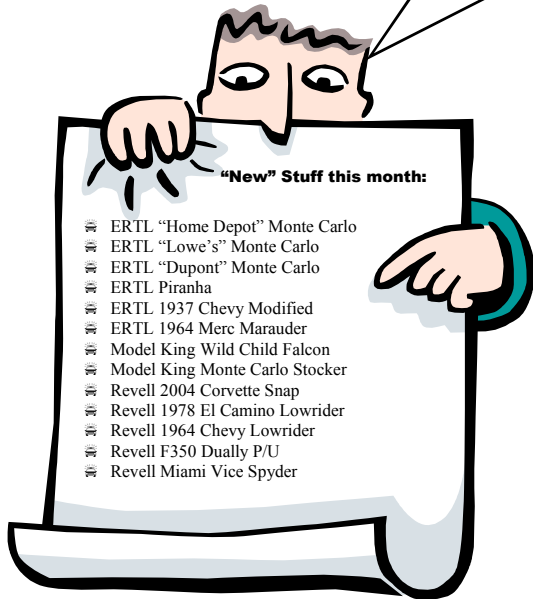 “New” Stuff this month:
ERTL “Home Depot” Monte Carlo
ERTL “Lowe’s” Monte Carlo
ERTL “Dupont” Monte Carlo
ERTL Piranha
ERTL 1937 Chevy Modified
ERTL 1964 Merc Marauder
Model King Wild Child Falcon
Model King Monte Carlo Stocker
Revell 2004 Corvette Snap
Revell 1978 El Camino Lowrider
Revell 1964 Chevy Lowrider
Revell F350 Dually P/U
Revell Miami Vice Spyder